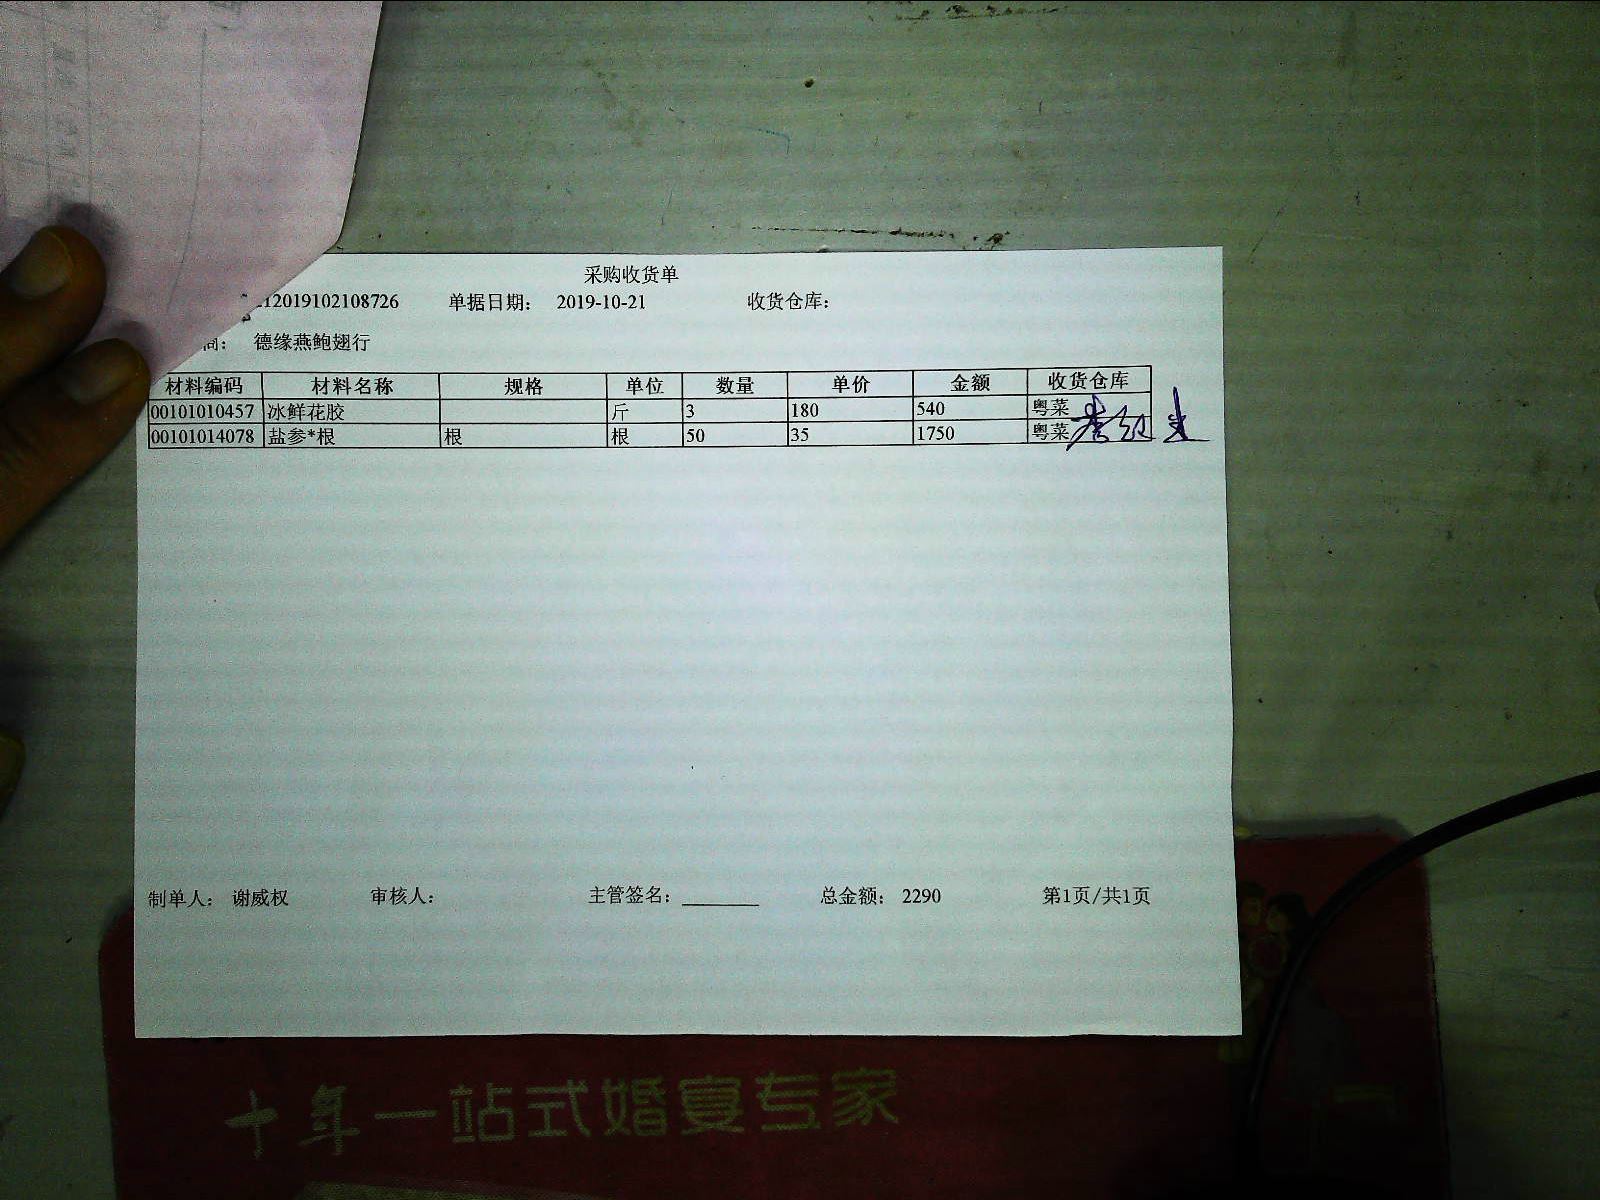 采购收货单
12019102108726 单据日期: 2019-10-21 收货仓库:
商: 德缘燕鲍翅行
材料编码 材料名称 规格 单位 数量 单价 金额 收货仓库
00101010457 冰鲜花胶 斤 3 180 540 粤菜
00101014078 盐参*根 根 根 50 35 1750 粤菜
制单人: 谢威权 审核人: 主管签名: 总金额: 2290 第1页/共1页
十年一站式婚宴专家